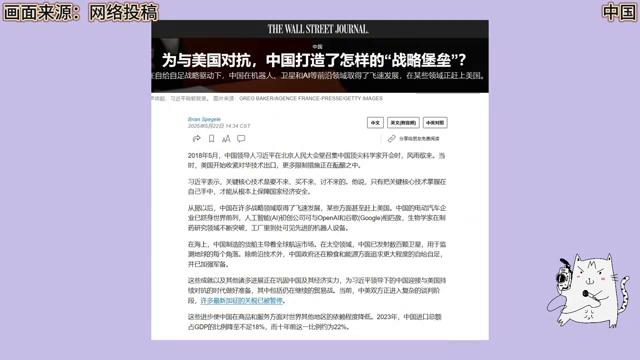 画面来源：网络投稿
中国
THE WALL STREET JOURNAL.
中国
为与美国对抗，中国打造了怎样的“战略堡垒”？
在自给自足战略驱动下，中国在机器人、卫星和AI等前沿领域取得了飞速发展，在某些领域正赶上美国。
习近平称前景。 图片来源：GREG BAKER/AGENCE FRANCE-PRESSE/GETTY IMAGES
Brian Spegele
2025年5月22日 14:34 CST
中文
英文(附音频)
中英对照
分享给朋友免费阅读
2018年5月，中国领导人习近平在北京人民大会堂召集中国顶尖科学家开会时，风雨欲来。当
时，美国开始收紧对华技术出口，更多限制措施正在酝酿之中。
习近平表示，关键核心技术是要不来、买不来、讨不来的。他说，只有把关键核心技术掌握在
自己手中，才能从根本上保障国家经济安全。
从那以后，中国在许多战略领域取得了飞速发展，某些方面甚至赶上美国。中国的电动汽车企
业已跻身世界前列，人工智能(AI)初创公司可与OpenAI和谷歌(Google)相匹敌，生物学家在制
药研究领域不断突破，工厂里到处可见先进的机器人设备。
在海上，中国制造的货船主导着全球航运市场。在太空领域，中国已发射数百颗卫星，用于监
测地球的每个角落。除前沿技术外，中国政府还在粮食和能源方面追求更大程度的自给自足，
并已加强军备。
这些成就以及其他诸多进展正在巩固中国及其经济实力，为习近平领导下的中国迎接与美国持
续对抗的时代做好准备，其中包括仍在继续的贸易战。当前，中美双方正进入复杂的谈判阶
段，许多最新加征的关税已被暂停。
这些进步使中国在商品和服务方面对世界其他地区的依赖程度降低。2023年，中国进口总额
占GDP的比例降至不足18%，而十年前这一比例约为22%。